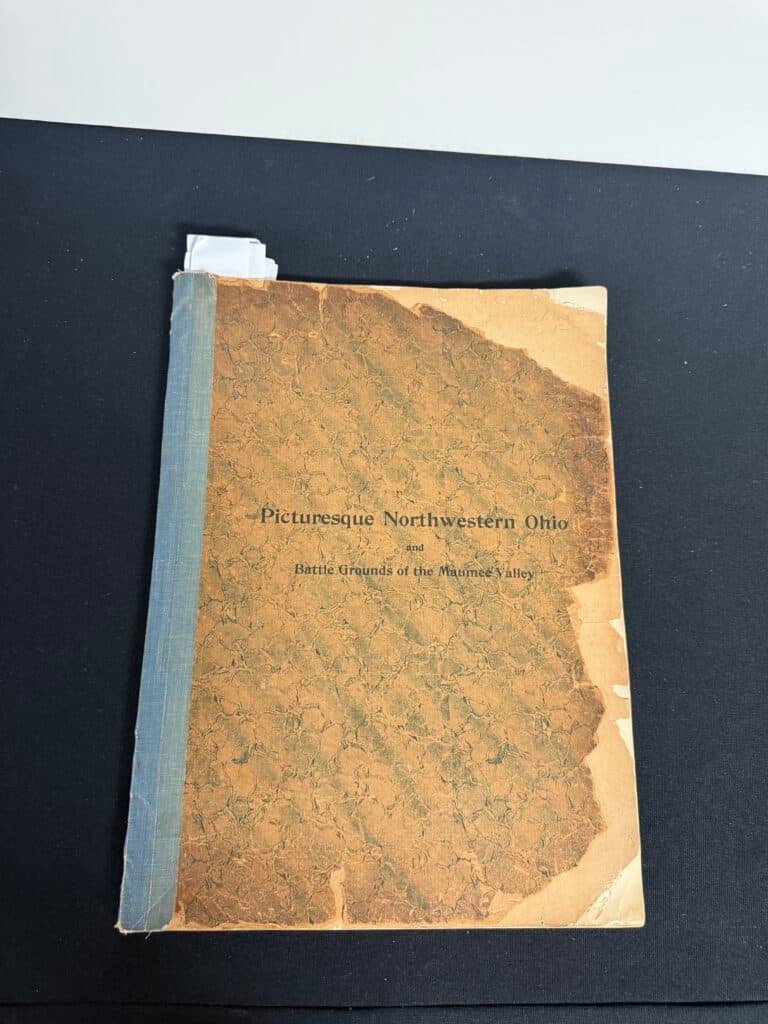 Picturesque Northwestern Ohio
and
Battle Grounds of the Maumee Valley